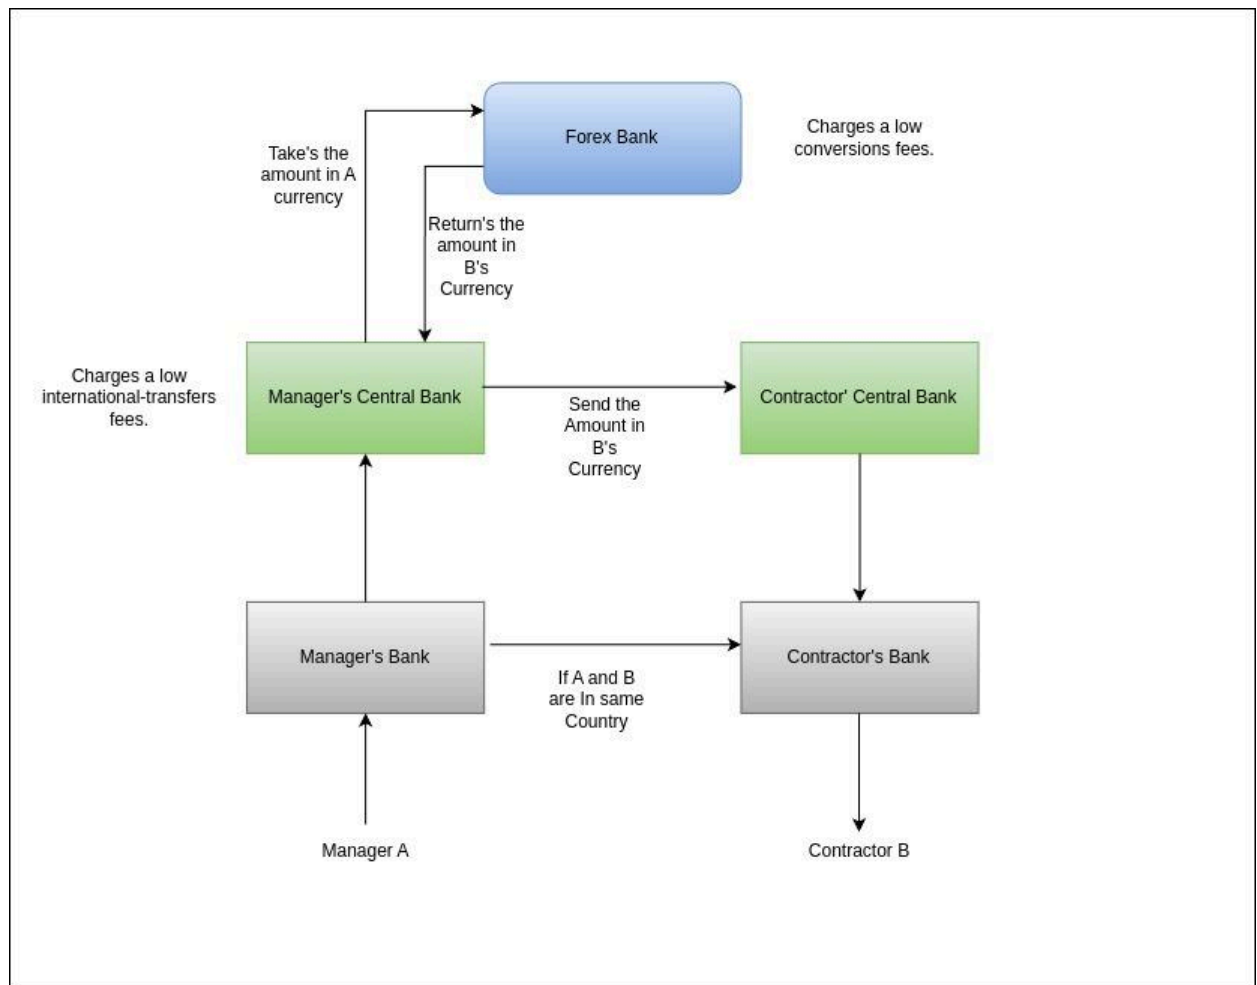 Forex Bank
Charges a low
conversions fees.
Take's the
amount in A
currency
Return's the
amount in
B's
Currency
Charges a low
international-transfers
fees.
Manager's Central Bank
Send the
Amount in
B's
Currency
Contractor' Central Bank
Manager's Bank
If A and B
are In same
Country
Contractor's Bank
Manager A
Contractor B